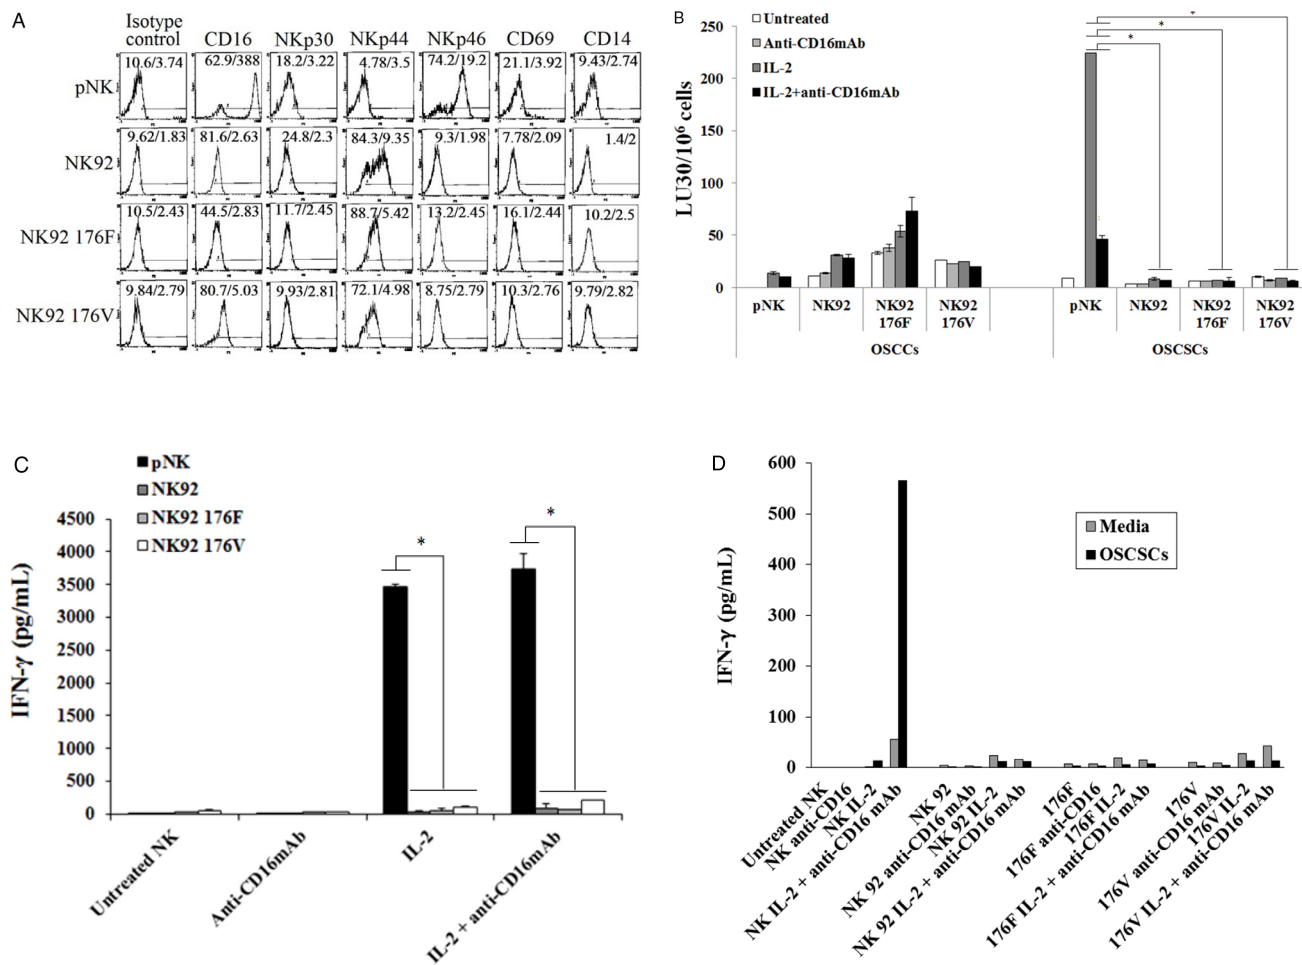 A
Isotype control CD16 NKp30 NKp44 NKp46 CD69 CD14
pNK 10.6/3.74 62.9/388 18.2/3.22 4.78/3.5 74.2/19.2 21.1/3.92 9.43/2.74
NK92 9.62/1.83 81.6/2.63 24.8/2.3 84.3/9.35 9.3/1.98 7.78/2.09 1.4/2
NK92 176F 10.5/2.43 44.5/2.83 11.7/2.45 88.7/5.42 13.2/2.45 16.1/2.44 10.2/2.5
NK92 176V 9.84/2.79 80.7/5.03 9.93/2.81 72.1/4.98 8.75/2.79 10.3/2.76 9.79/2.82
B
Untreated
Anti-CD16mAb
IL-2
IL-2+anti-CD16mAb
LU30/10⁶ cells
250
200
150
100
50
0
* * *
pNK NK92 NK92 176F NK92 176V pNK NK92 NK92 176F NK92 176V
OSCCs OSCSCs
C
pNK
NK92
NK92 176F
NK92 176V
IFN-γ (pg/mL)
4500
4000
3500
3000
2500
2000
1500
1000
500
0
* *
Untreated NK
Anti-CD16mAb
IL-2
IL-2 + anti-CD16mAb
D
Media
OSCSCs
IFN-γ (pg/mL)
600
500
400
300
200
100
0
Untreated NK
NK anti-CD16
NK IL-2
NK IL-2 + anti-CD16 mAb
NK 92
NK 92 anti-CD16 mAb
NK 92 IL-2
NK 92 IL-2 + anti-CD16 mAb
176F
176F anti-CD16
176F IL-2
176F IL-2 + anti-CD16 mAb
176V
176V anti-CD16 mAb
176V IL-2
176V IL-2 + anti-CD16 mAb